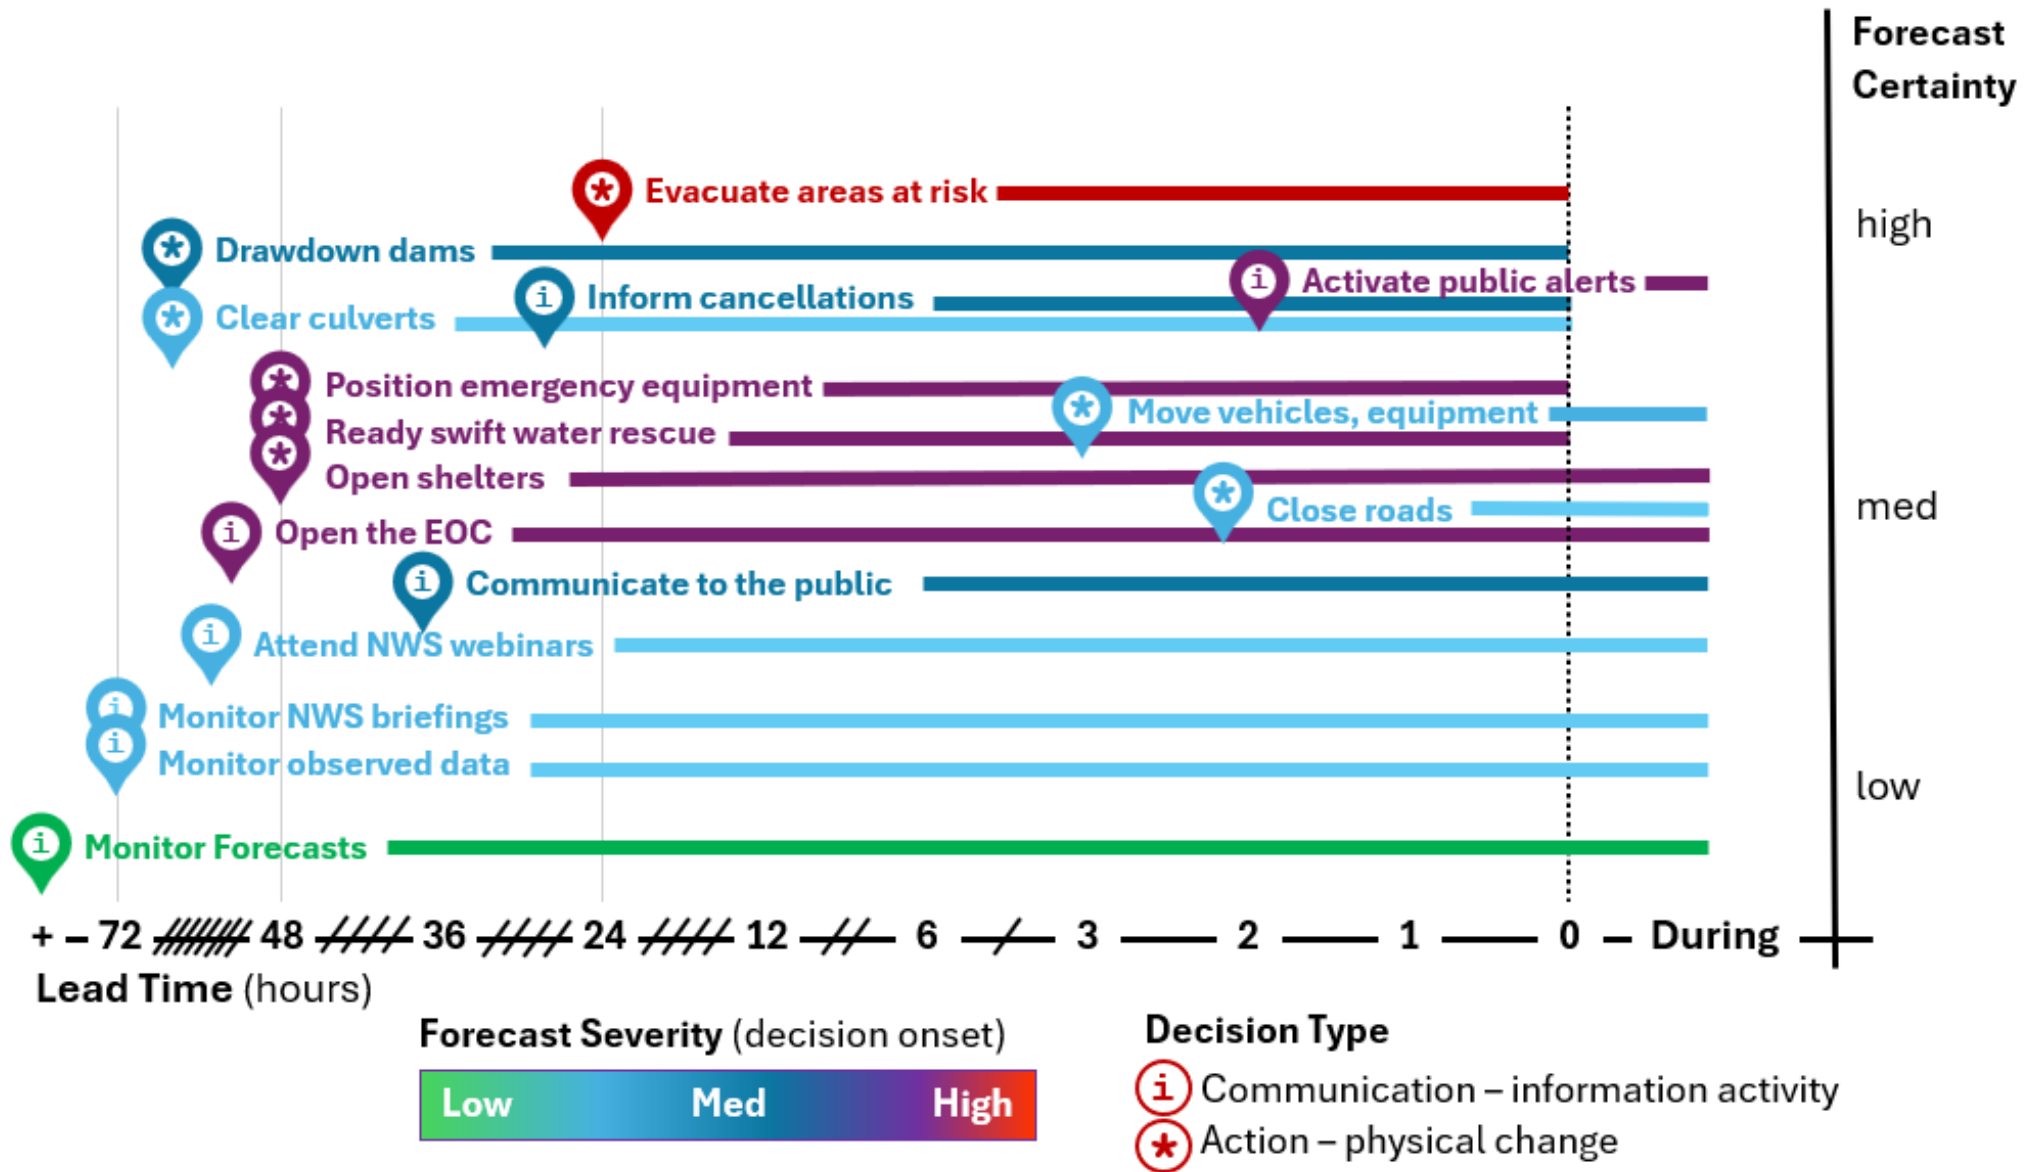 Forecast
Certainty
Evacuate areas at risk
high
Drawdown dams
Activate public alerts
Inform cancellations
Clear culverts
Position emergency equipment
Move vehicles, equipment
Ready swift water rescue
Open shelters
Close roads
med
Open the EOC
Communicate to the public
Attend NWS webinars
Monitor NWS briefings
Monitor observed data
low
Monitor Forecasts
+ – 72 48 36 24 12 6 3 2 1 0 – During
Lead Time (hours)
Forecast Severity (decision onset)
Low Med High
Decision Type
i Communication – information activity
* Action – physical change